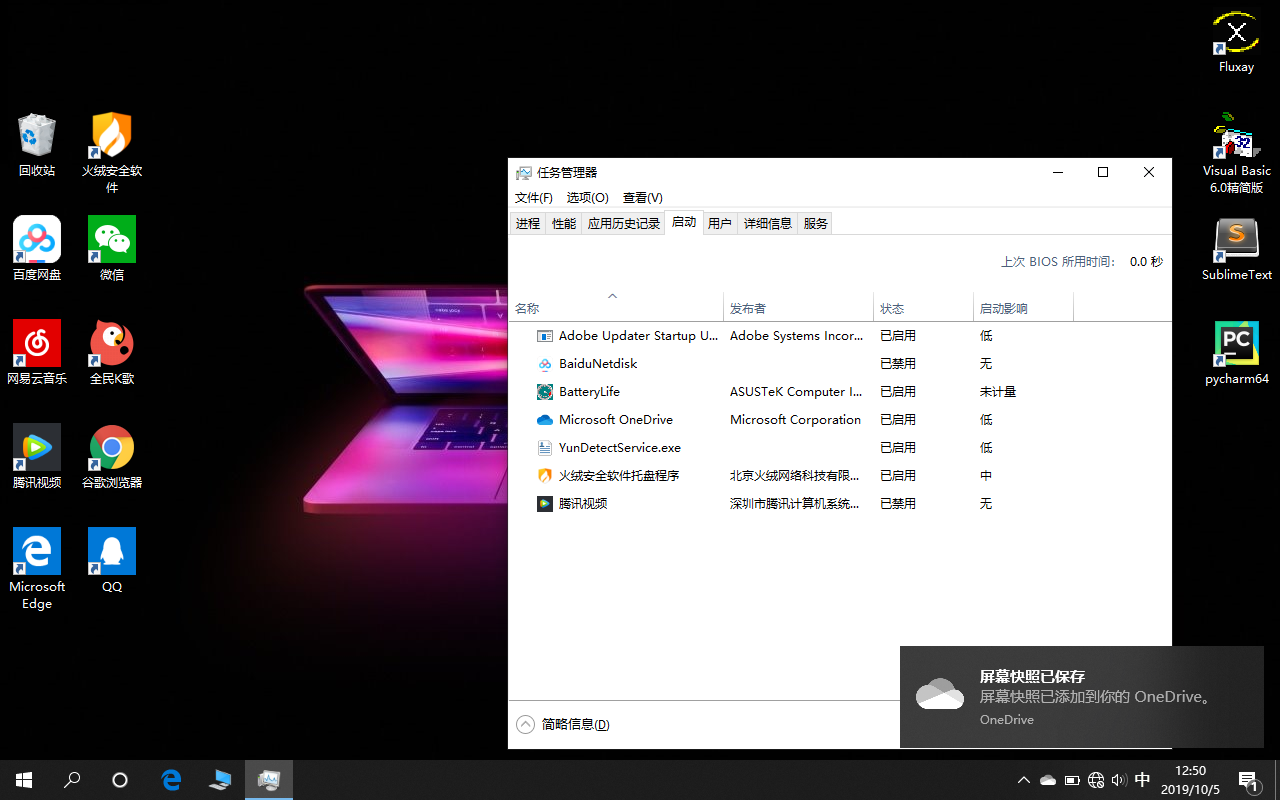 回收站
火绒安全软
件
百度网盘
微信
网易云音乐
全民K歌
腾讯视频
谷歌浏览器
Microsoft
Edge
QQ
Fluxay
Visual Basic
6.0精简版
SublimeText
PC
pycharm64
任务管理器
文件(F) 选项(O) 查看(V)
进程 性能 应用历史记录 启动 用户 详细信息 服务
上次 BIOS 所用时间: 0.0 秒
名称 发布者 状态 启动影响
Adobe Updater Startup U... Adobe Systems Incor... 已启用 低
BaiduNetdisk 已禁用 无
BatteryLife ASUSTeK Computer I... 已启用 未计量
Microsoft OneDrive Microsoft Corporation 已启用 低
YunDetectService.exe 已启用 低
火绒安全软件托盘程序 北京火绒网络科技有限... 已启用 中
腾讯视频 深圳市腾讯计算机系统... 已禁用 无
简略信息(D)
屏幕快照已保存
屏幕快照已添加到你的 OneDrive。
OneDrive
中
12:50
2019/10/5
1